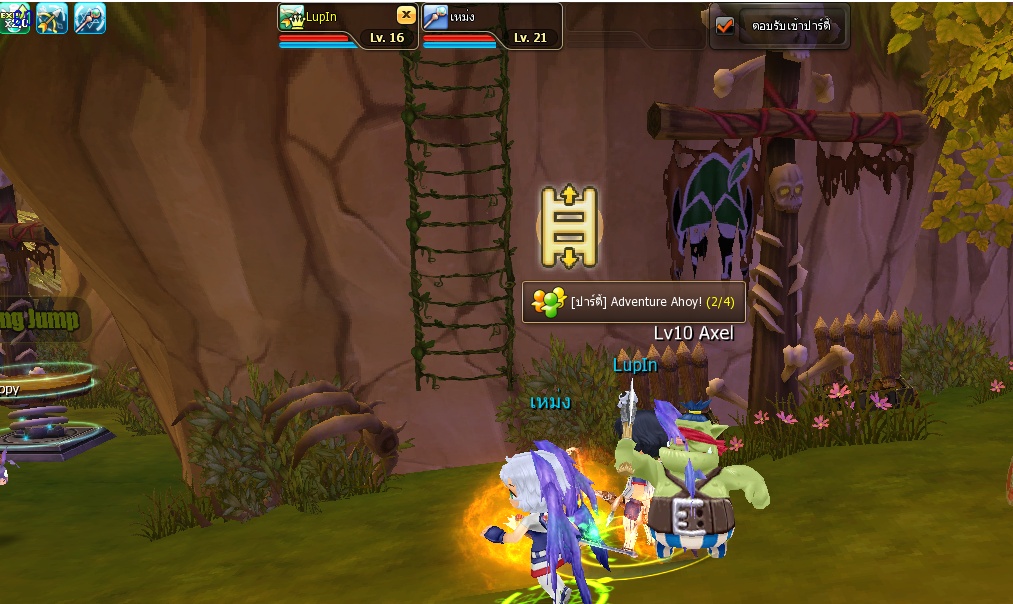 LupIn
Lv. 16
เหม่ง
Lv. 21
ตอบรับเข้าปาร์ตี้
[ปาร์ตี้] Adventure Ahoy! (2/4)
ng Jump
Lv10 Axel
LupIn
เหม่ง
ppy